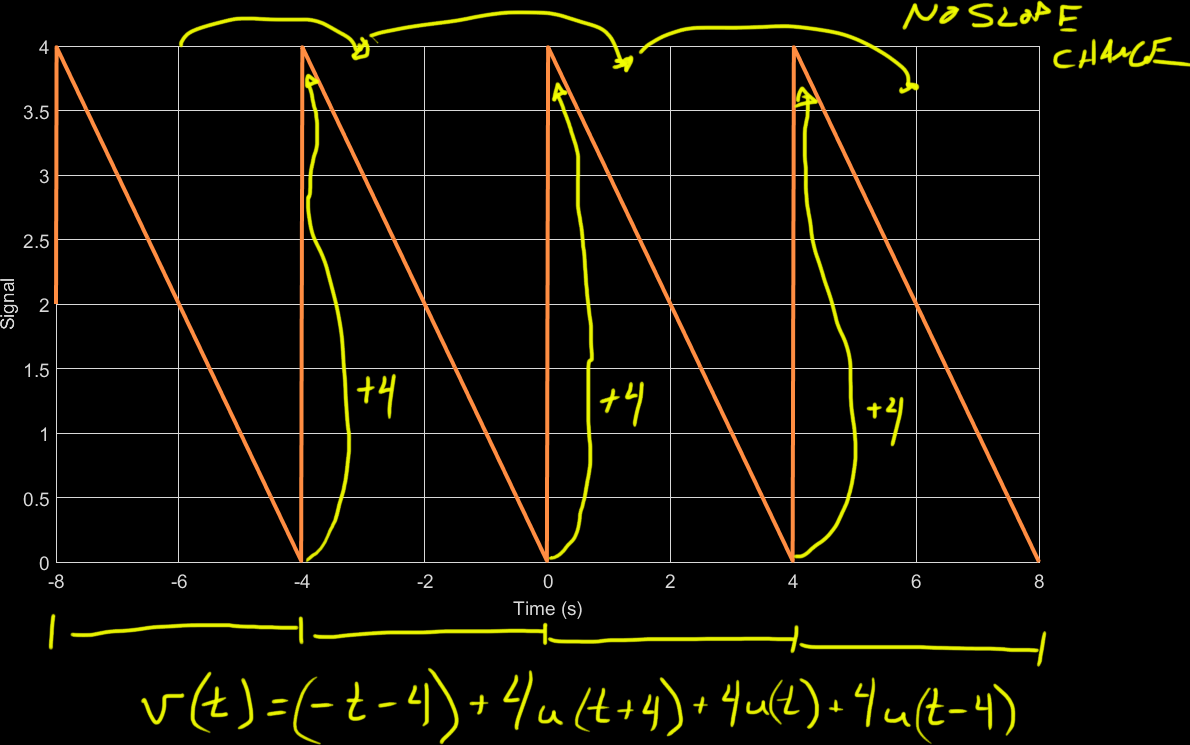 NO SLOPE
CHANGE
4
3.5
3
2.5
2
1.5
1
0.5
0
Signal
+4
+4
+4
-8 -6 -4 -2 0 2 4 6 8
Time (s)
v(t) = (-t-4) + 4u(t+4) + 4u(t) + 4u(t-4)